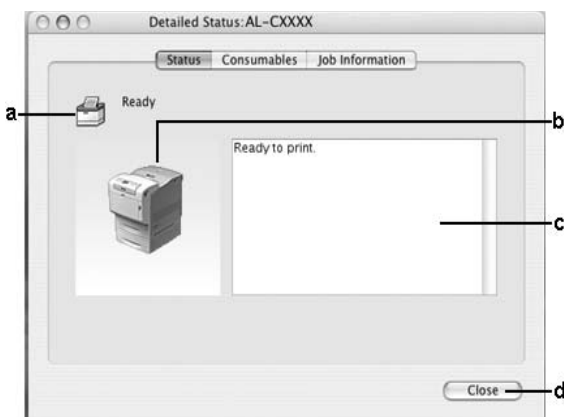 Detailed Status:AL-CXXXX
Status Consumables Job Information
a
Ready
b
Ready to print.
c
Close
d